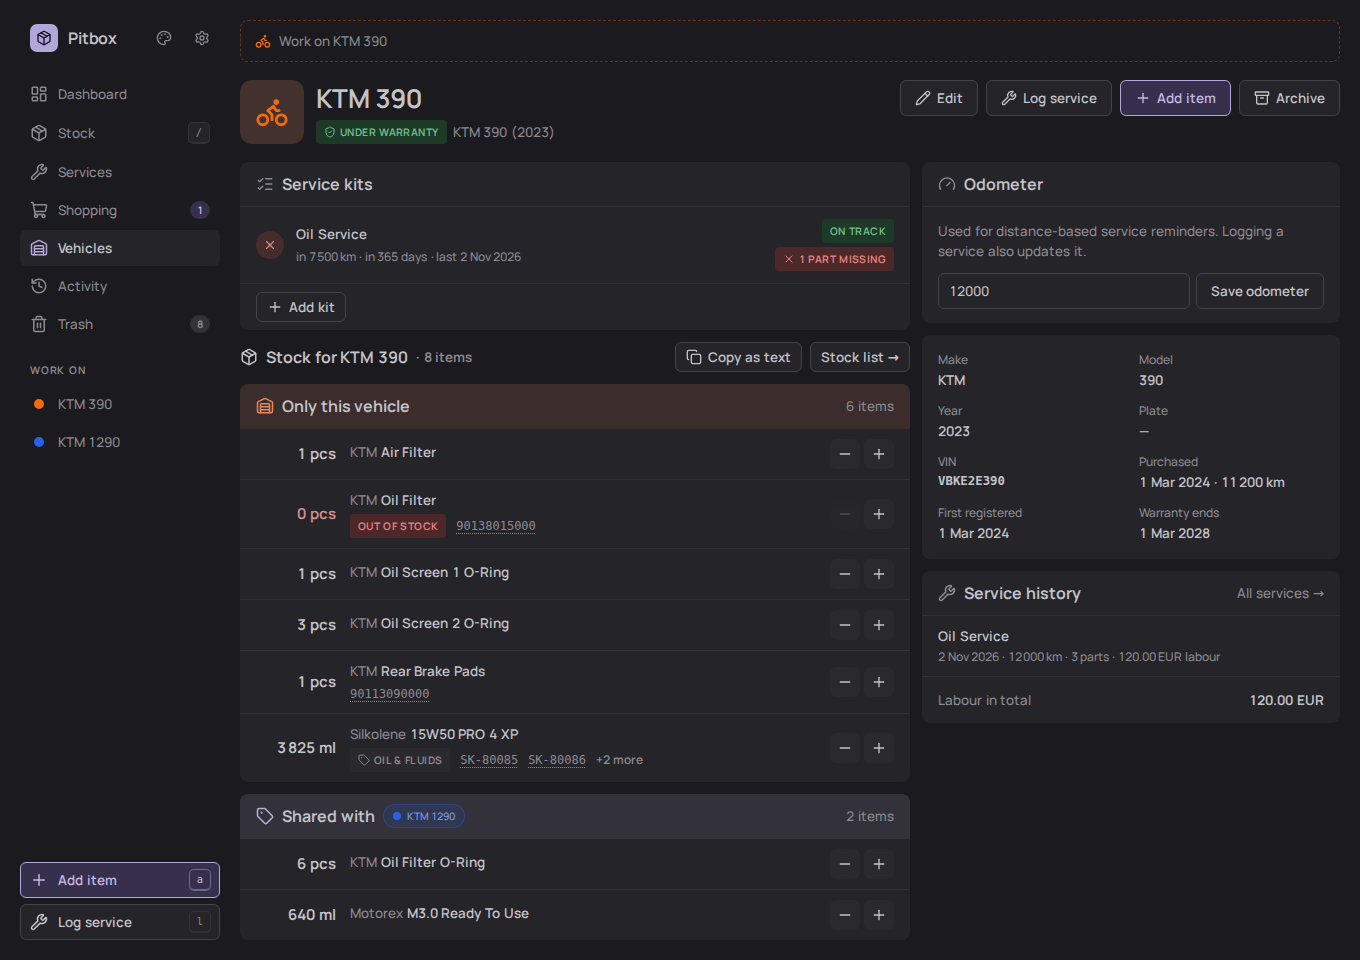 Pitbox
Dashboard
Stock /
Services
Shopping 1
Vehicles
Activity
Trash 8
WORK ON
KTM 390
KTM 1290
Add item a
Log service l
Work on KTM 390
KTM 390
UNDER WARRANTY KTM 390 (2023)
Edit
Log service
Add item
Archive
Service kits
Oil Service
in 7 500 km · in 365 days · last 2 Nov 2026
ON TRACK
1 PART MISSING
Add kit
Stock for KTM 390 · 8 items
Copy as text
Stock list →
Only this vehicle 6 items
1 pcs KTM Air Filter
0 pcs KTM Oil Filter
OUT OF STOCK 90138015000
1 pcs KTM Oil Screen 1 O-Ring
3 pcs KTM Oil Screen 2 O-Ring
1 pcs KTM Rear Brake Pads
90113090000
3 825 ml Silkolene 15W50 PRO 4 XP
OIL & FLUIDS SK-80085 SK-80086 +2 more
Shared with KTM 1290 2 items
6 pcs KTM Oil Filter O-Ring
640 ml Motorex M3.0 Ready To Use
Odometer
Used for distance-based service reminders. Logging a
service also updates it.
12000
Save odometer
Make Model
KTM 390
Year Plate
2023 —
VIN Purchased
VBKE2E390 1 Mar 2024 · 11 200 km
First registered Warranty ends
1 Mar 2024 1 Mar 2028
Service history All services →
Oil Service
2 Nov 2026 · 12 000 km · 3 parts · 120.00 EUR labour
Labour in total 120.00 EUR